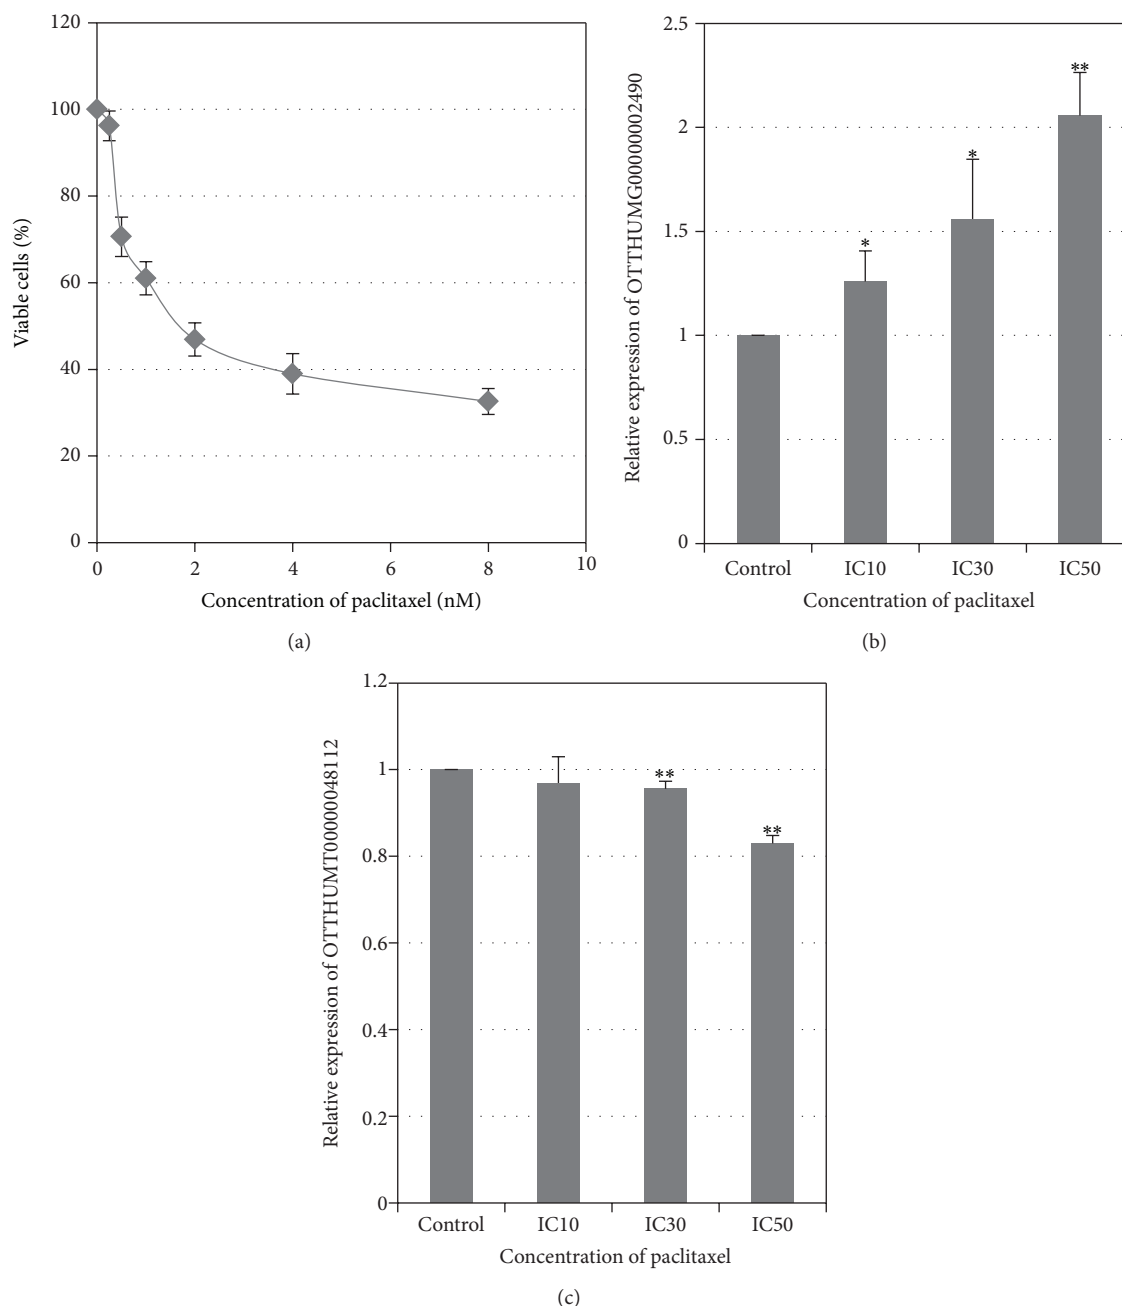 120
100
80
60
40
20
0
Viable cells (%)
0 2 4 6 8 10
Concentration of paclitaxel (nM)
(a)
2.5
2
1.5
1
0.5
0
Relative expression of OTTHUMG00000002490
*
*
**
Control IC10 IC30 IC50
Concentration of paclitaxel
(b)
1.2
1
0.8
0.6
0.4
0.2
0
Relative expression of OTTHUMT00000048112
**
**
Control IC10 IC30 IC50
Concentration of paclitaxel
(c)